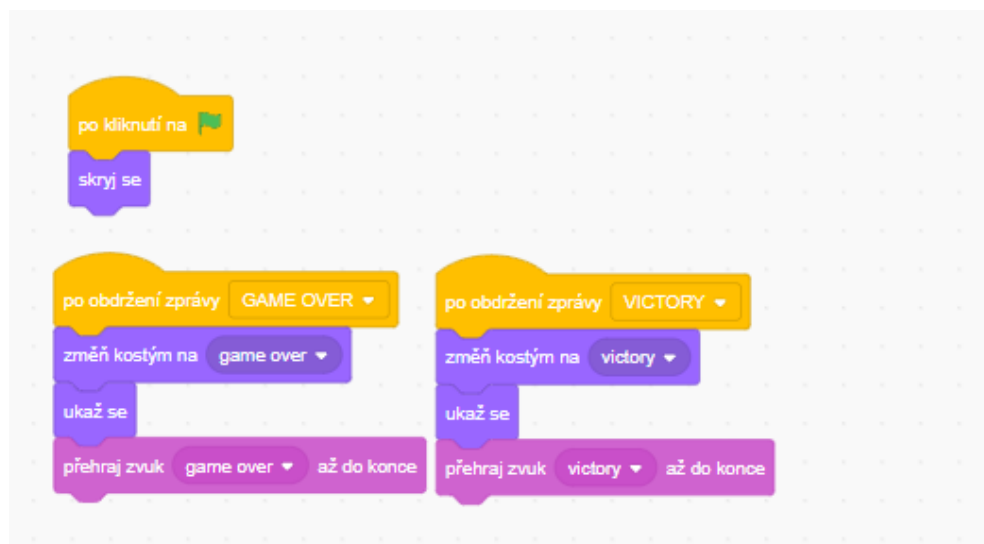 po kliknutí na
skryj se
po obdržení zprávy GAME OVER
změň kostým na game over
ukaž se
přehraj zvuk game over až do konce
po obdržení zprávy VICTORY
změň kostým na victory
ukaž se
přehraj zvuk victory až do konce